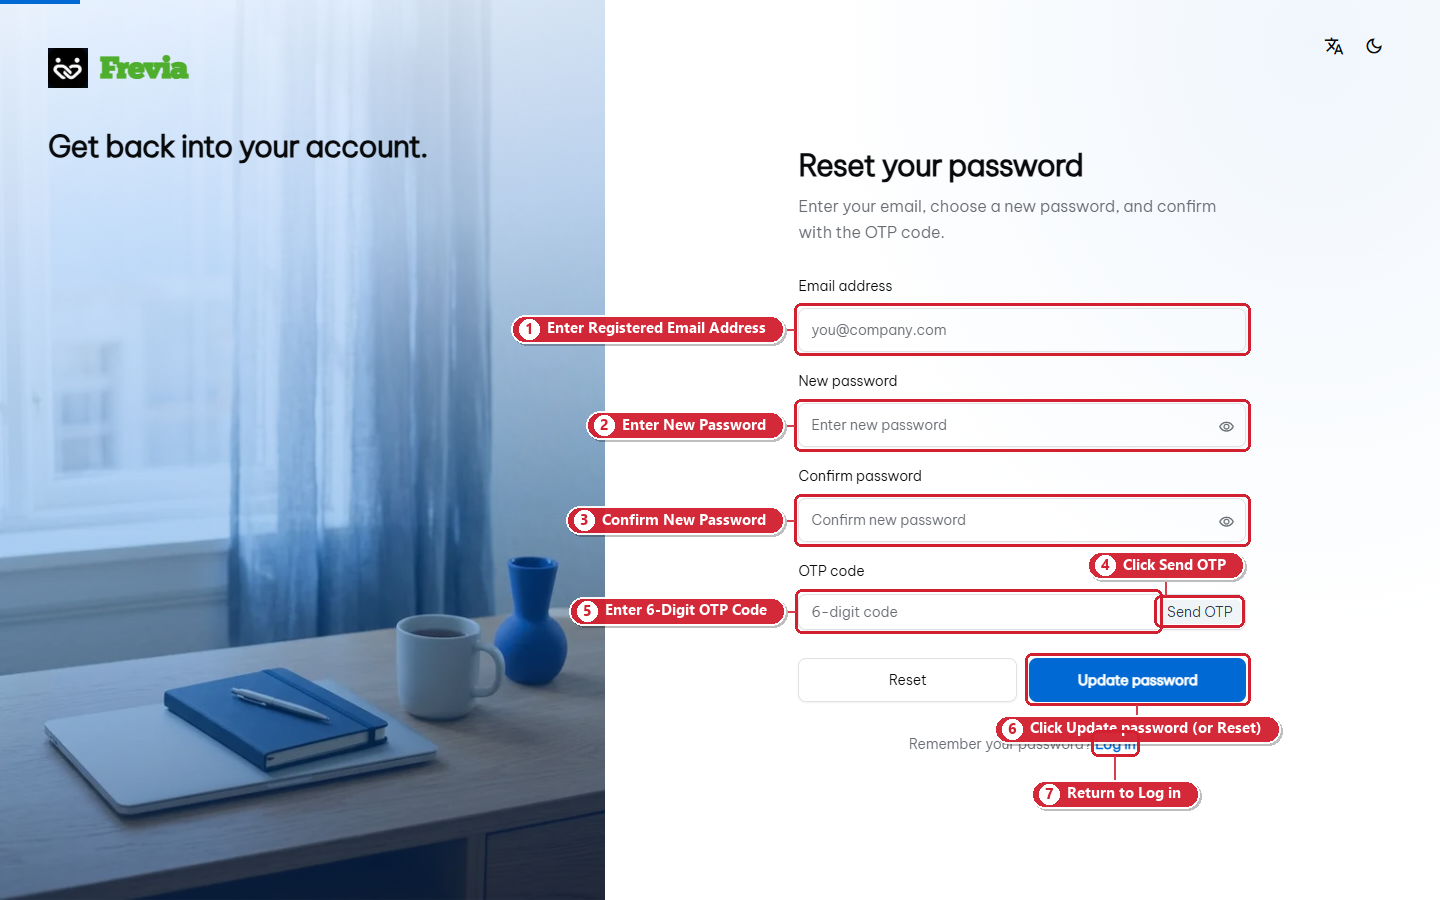 Frevia
Get back into your account.
Reset your password
Enter your email, choose a new password, and confirm
with the OTP code.
Email address
1 Enter Registered Email Address
you@company.com
New password
2 Enter New Password
Enter new password
Confirm password
3 Confirm New Password
Confirm new password
4 Click Send OTP
OTP code
5 Enter 6-Digit OTP Code
6-digit code
Send OTP
Reset
Update password
6 Click Update password (or Reset)
Remember your password? Log in
7 Return to Log in